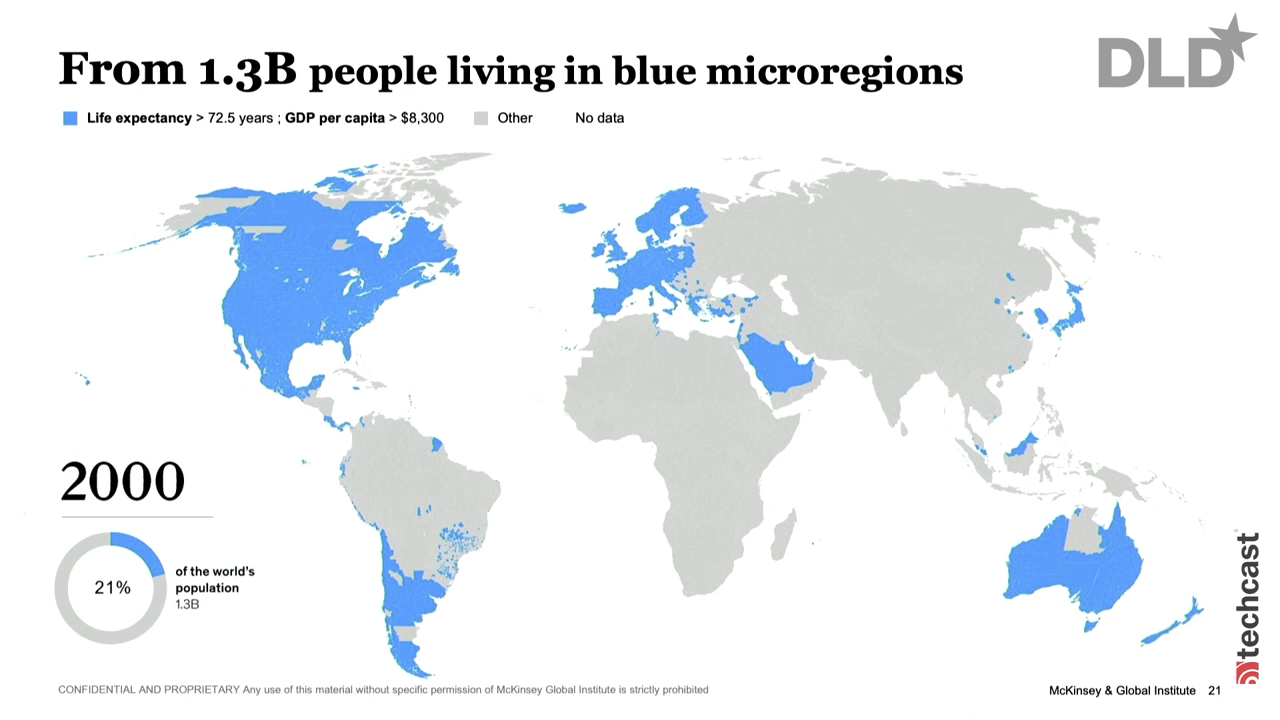 From 1.3B people living in blue microregions
DLD
Life expectancy > 72.5 years ; GDP per capita > $8,300 Other No data
2000
21%
of the world's
population
1.3B
techcast
CONFIDENTIAL AND PROPRIETARY Any use of this material without specific permission of McKinsey Global Institute is strictly prohibited
McKinsey & Global Institute 21